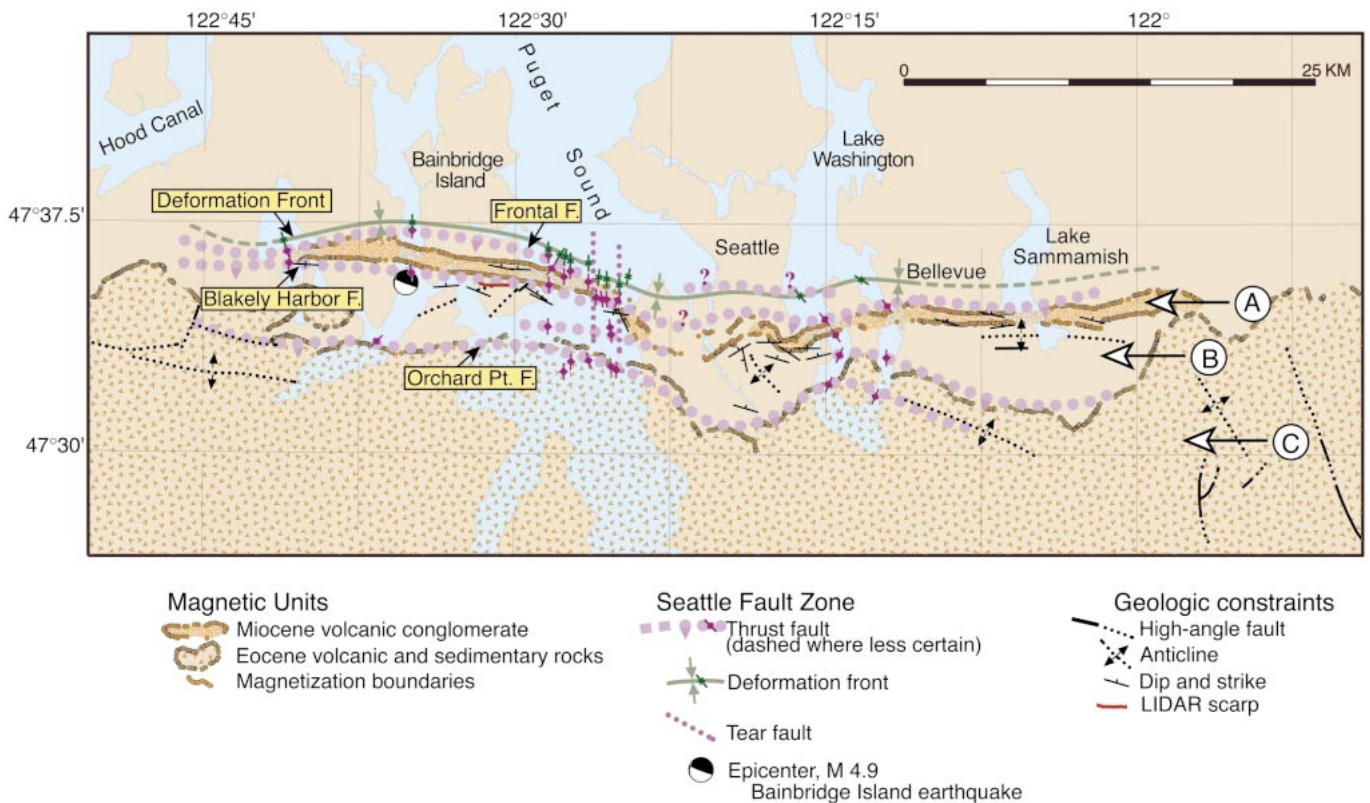 122°45'
122°30'
122°15'
122°
Puget
Sound
0
25 KM
Hood Canal
Lake
Washington
Bainbridge
Island
47°37.5'
Deformation Front
Frontal F.
Seattle
Lake
Sammamish
Bellevue
?
?
?
Blakely Harbor F.
A
B
Orchard Pt. F.
47°30'
C
Magnetic Units
Miocene volcanic conglomerate
Eocene volcanic and sedimentary rocks
Magnetization boundaries
Seattle Fault Zone
Thrust fault
(dashed where less certain)
Deformation front
Tear fault
Epicenter, M 4.9
Bainbridge Island earthquake
Geologic constraints
High-angle fault
Anticline
Dip and strike
LIDAR scarp